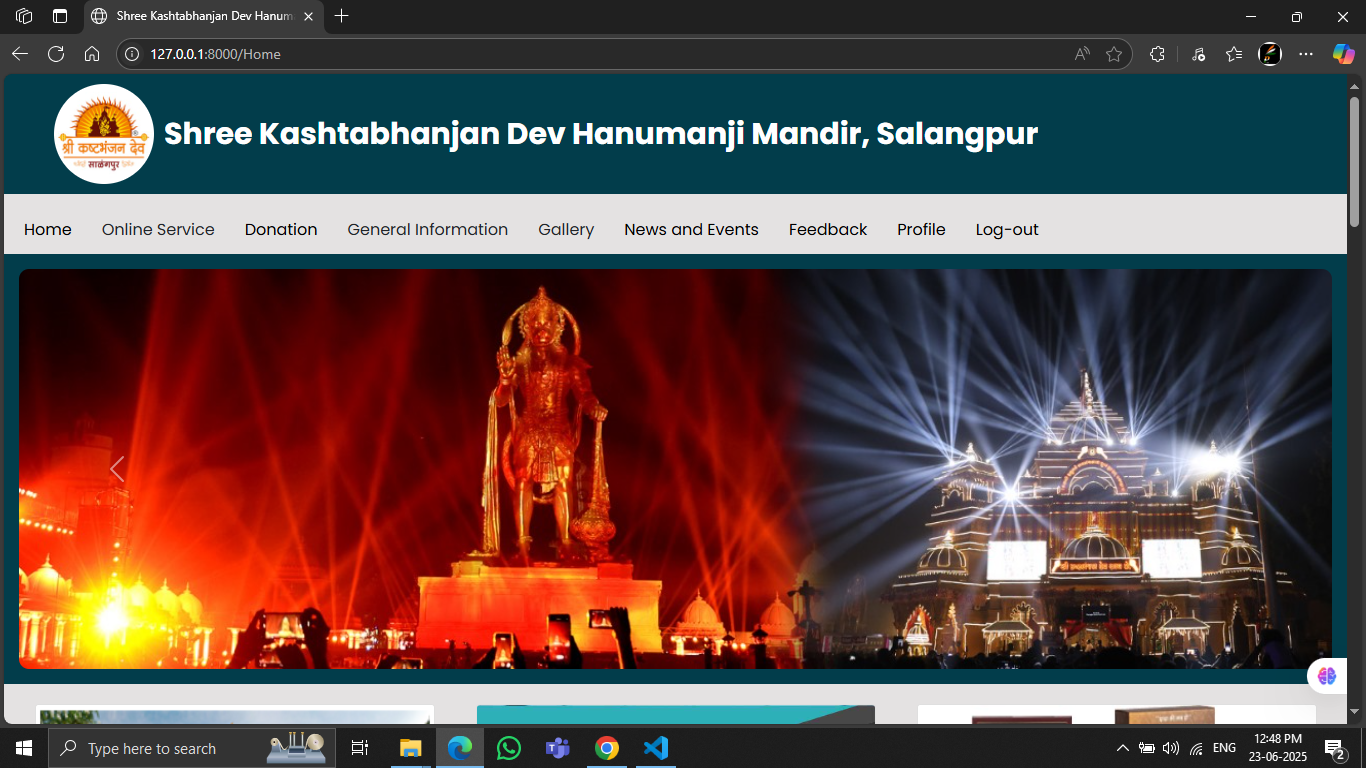 Shree Kashtabhanjan Dev Hanum
127.0.0.1:8000/Home
श्री कष्टभंजन देव
साळंगपुर
Shree Kashtabhanjan Dev Hanumanji Mandir, Salangpur
Home Online Service Donation General Information Gallery News and Events Feedback Profile Log-out
Type here to search
ENG
12:48 PM
23-06-2025
2